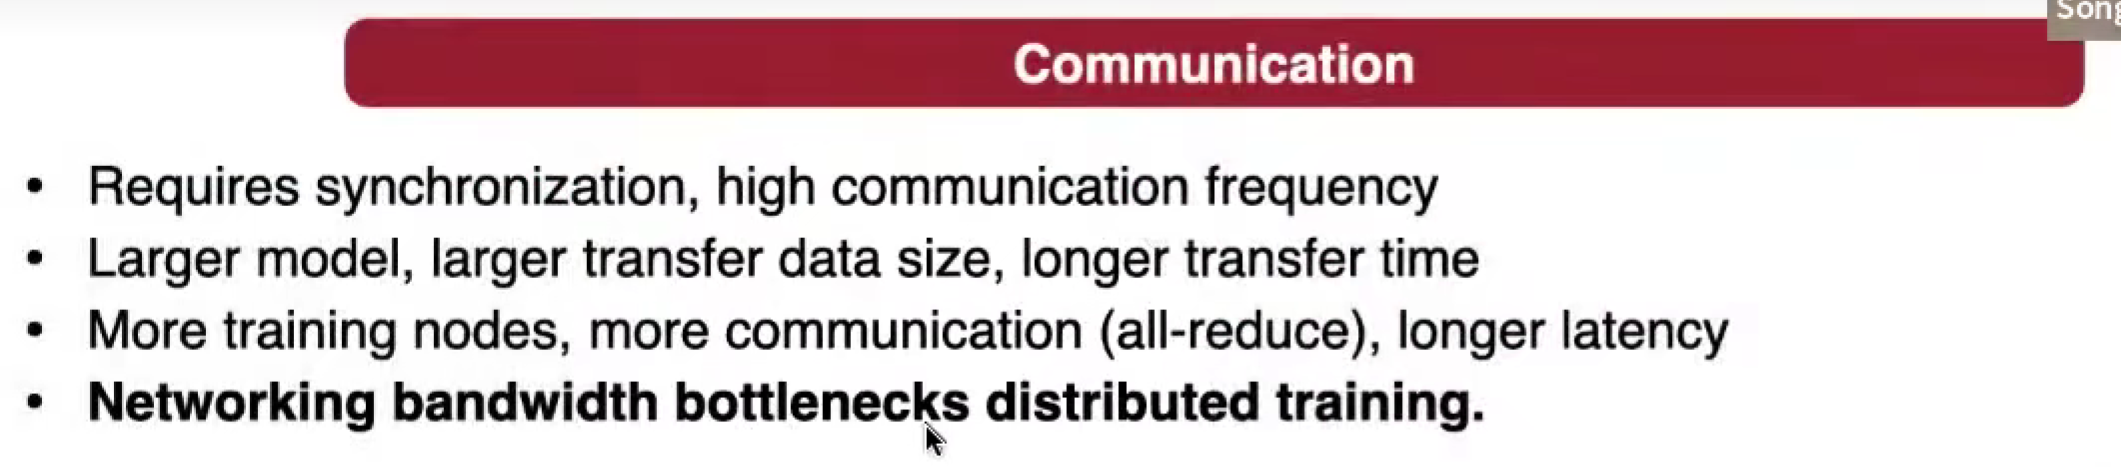 Song
Communication
• Requires synchronization, high communication frequency
• Larger model, larger transfer data size, longer transfer time
• More training nodes, more communication (all-reduce), longer latency
• Networking bandwidth bottlenecks distributed training.